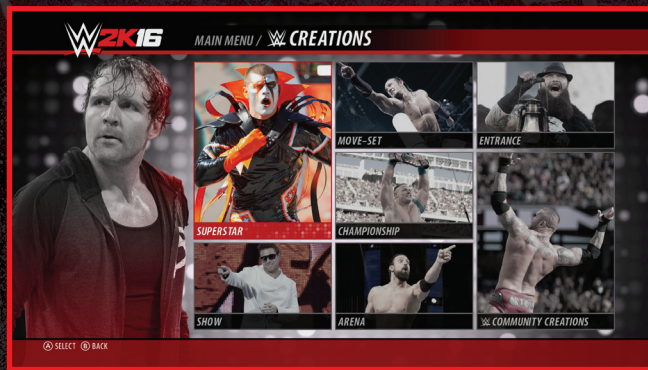 W 2K16
MAIN MENU / W CREATIONS
SUPERSTAR
MOVE-SET
ENTRANCE
CHAMPIONSHIP
SHOW
ARENA
W COMMUNITY CREATIONS
A SELECT B BACK